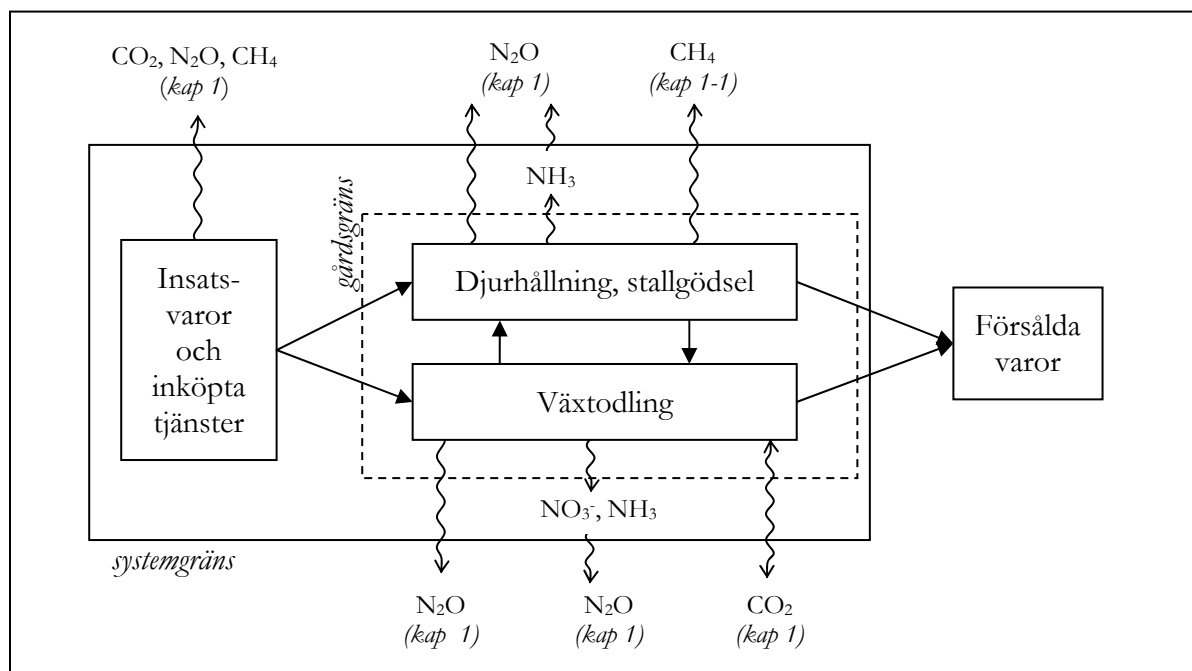 CO₂, N₂O, CH₄
(kap 1)
N₂O
(kap 1)
CH₄
(kap 1-1)
NH₃
gårdsgräns
Insats-
varor
och
inköpta
tjänster
Djurhållning, stallgödsel
Växtodling
Försålda
varor
NO₃⁻, NH₃
systemgräns
N₂O
(kap  1)
N₂O
(kap 1)
CO₂
(kap 1)